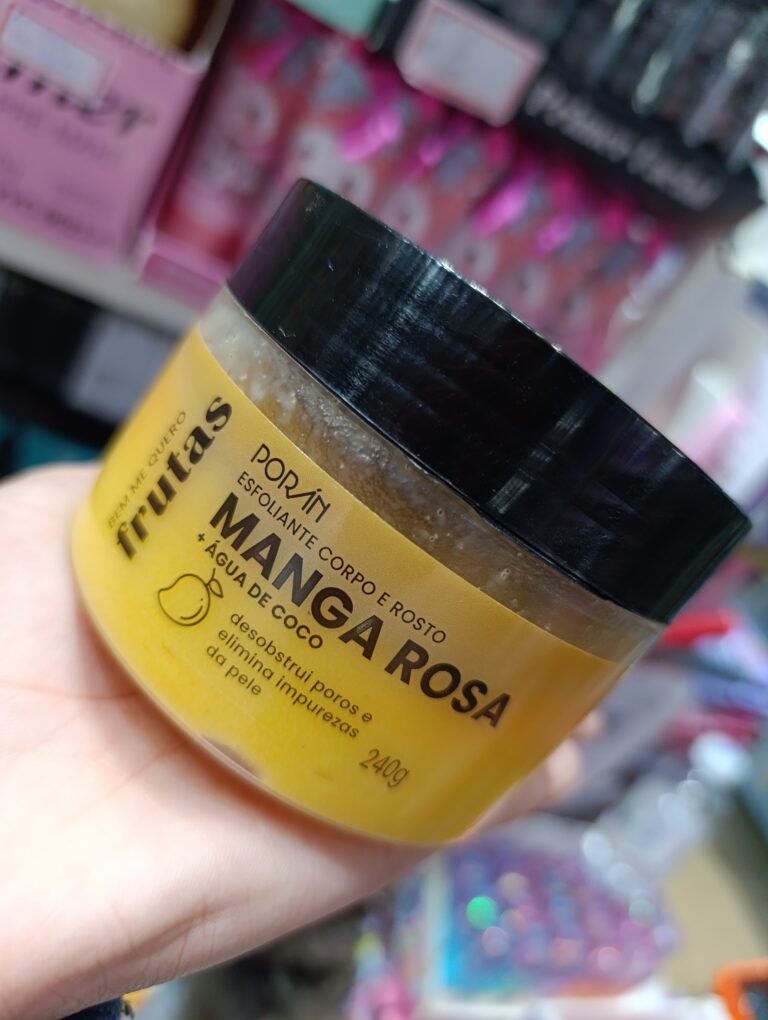 BEM ME QUERO
frutas
PORÁN
ESFOLIANTE CORPO E ROSTO
MANGA ROSA
+ ÁGUA DE COCO
desobstrui poros e
elimina impurezas
da pele
240g